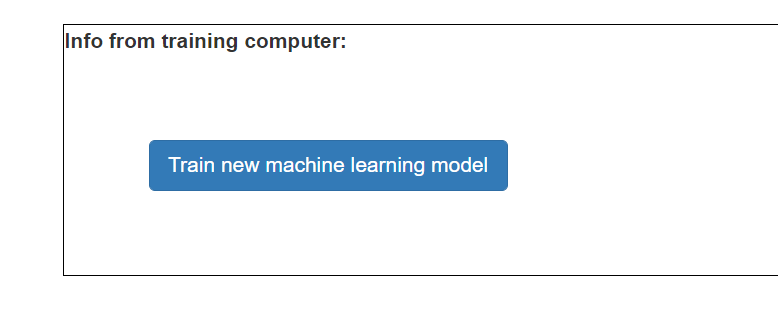 Info from training computer:
Train new machine learning model